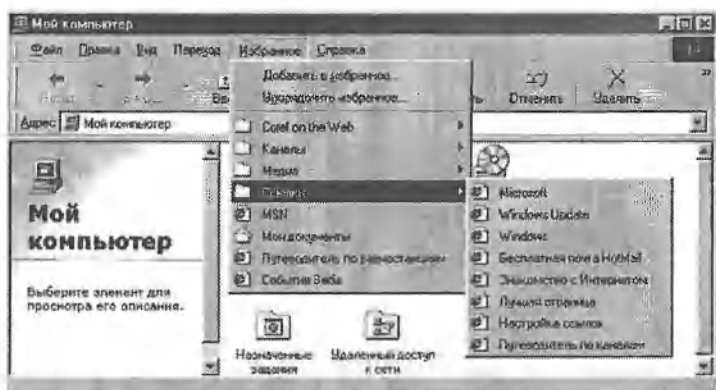 Мой компьютер
Файл Правка Вид Переход Избранное Справка
Отменить Удалить
Адрес Мой компьютер
Добавить в избранное...
Упорядочить избранное...
Corel on the Web
Каналы
Медиа
Ссылки
MSN
Мои документы
Путеводитель по радиостанциям
События Веба
Microsoft
Windows Update
Windows
Бесплатная почта HotMail
Знакомство с Интернетом
Лучшая страница
Настройка ссылок
Путеводитель по каналам
Мой
компьютер
Выберите элемент для
просмотра его описания.
Назначенные
задания
Удаленный доступ
к сети